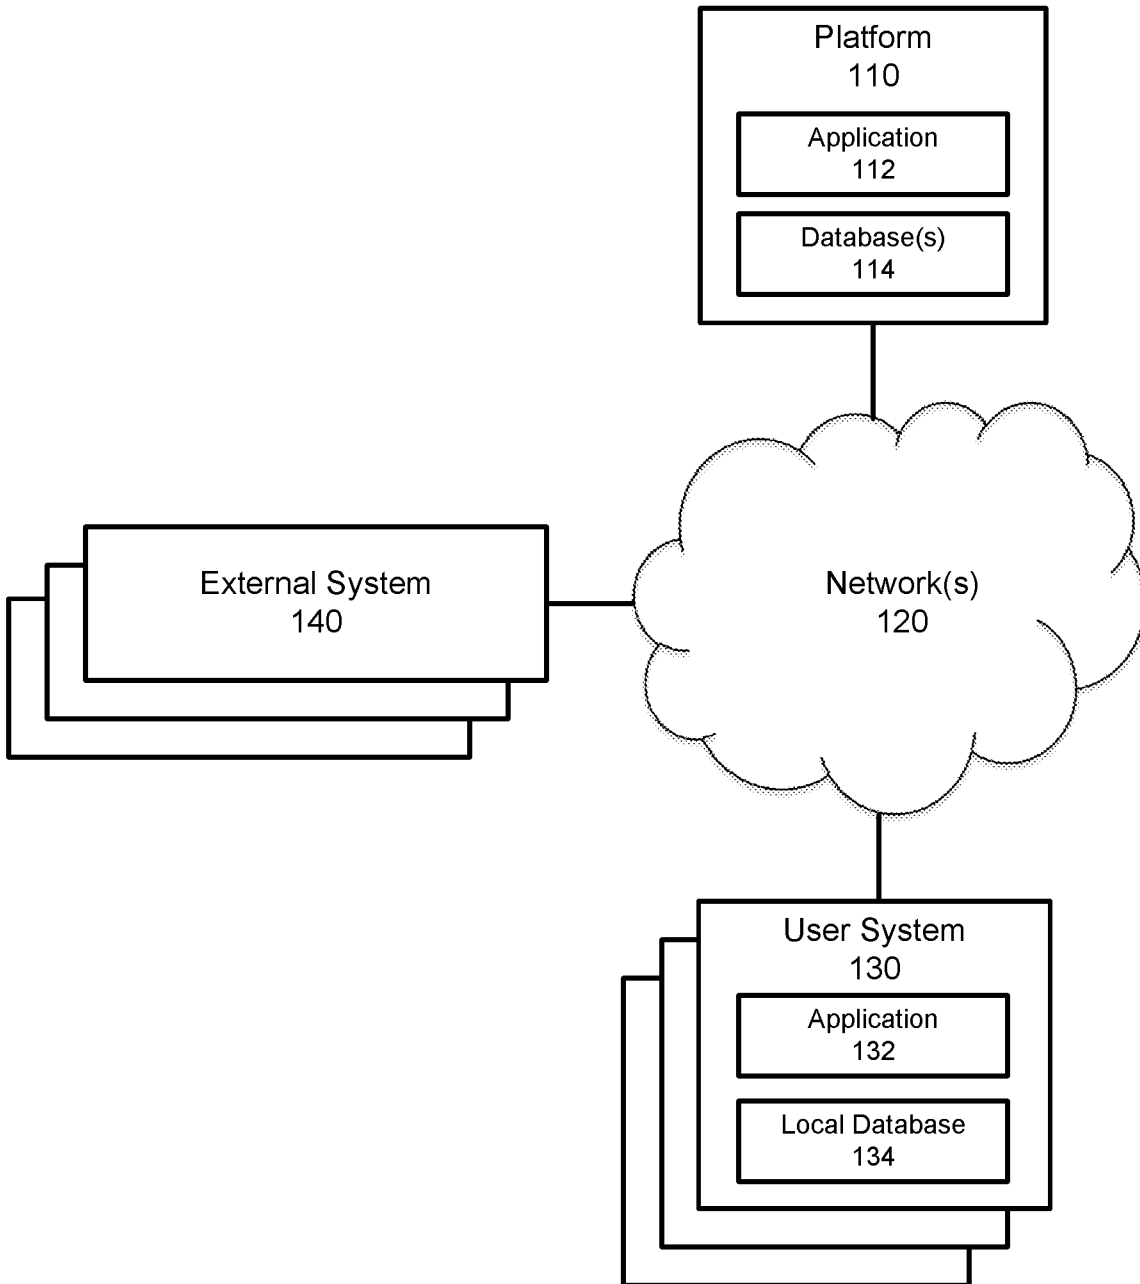 Platform
110
Application
112
Database(s)
114
External System
140
Network(s)
120
User System
130
Application
132
Local Database
134